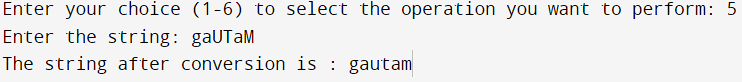 Enter your choice (1-6) to select the operation you want to perform: 5
Enter the string: gaUTaM
The string after conversion is : gautam